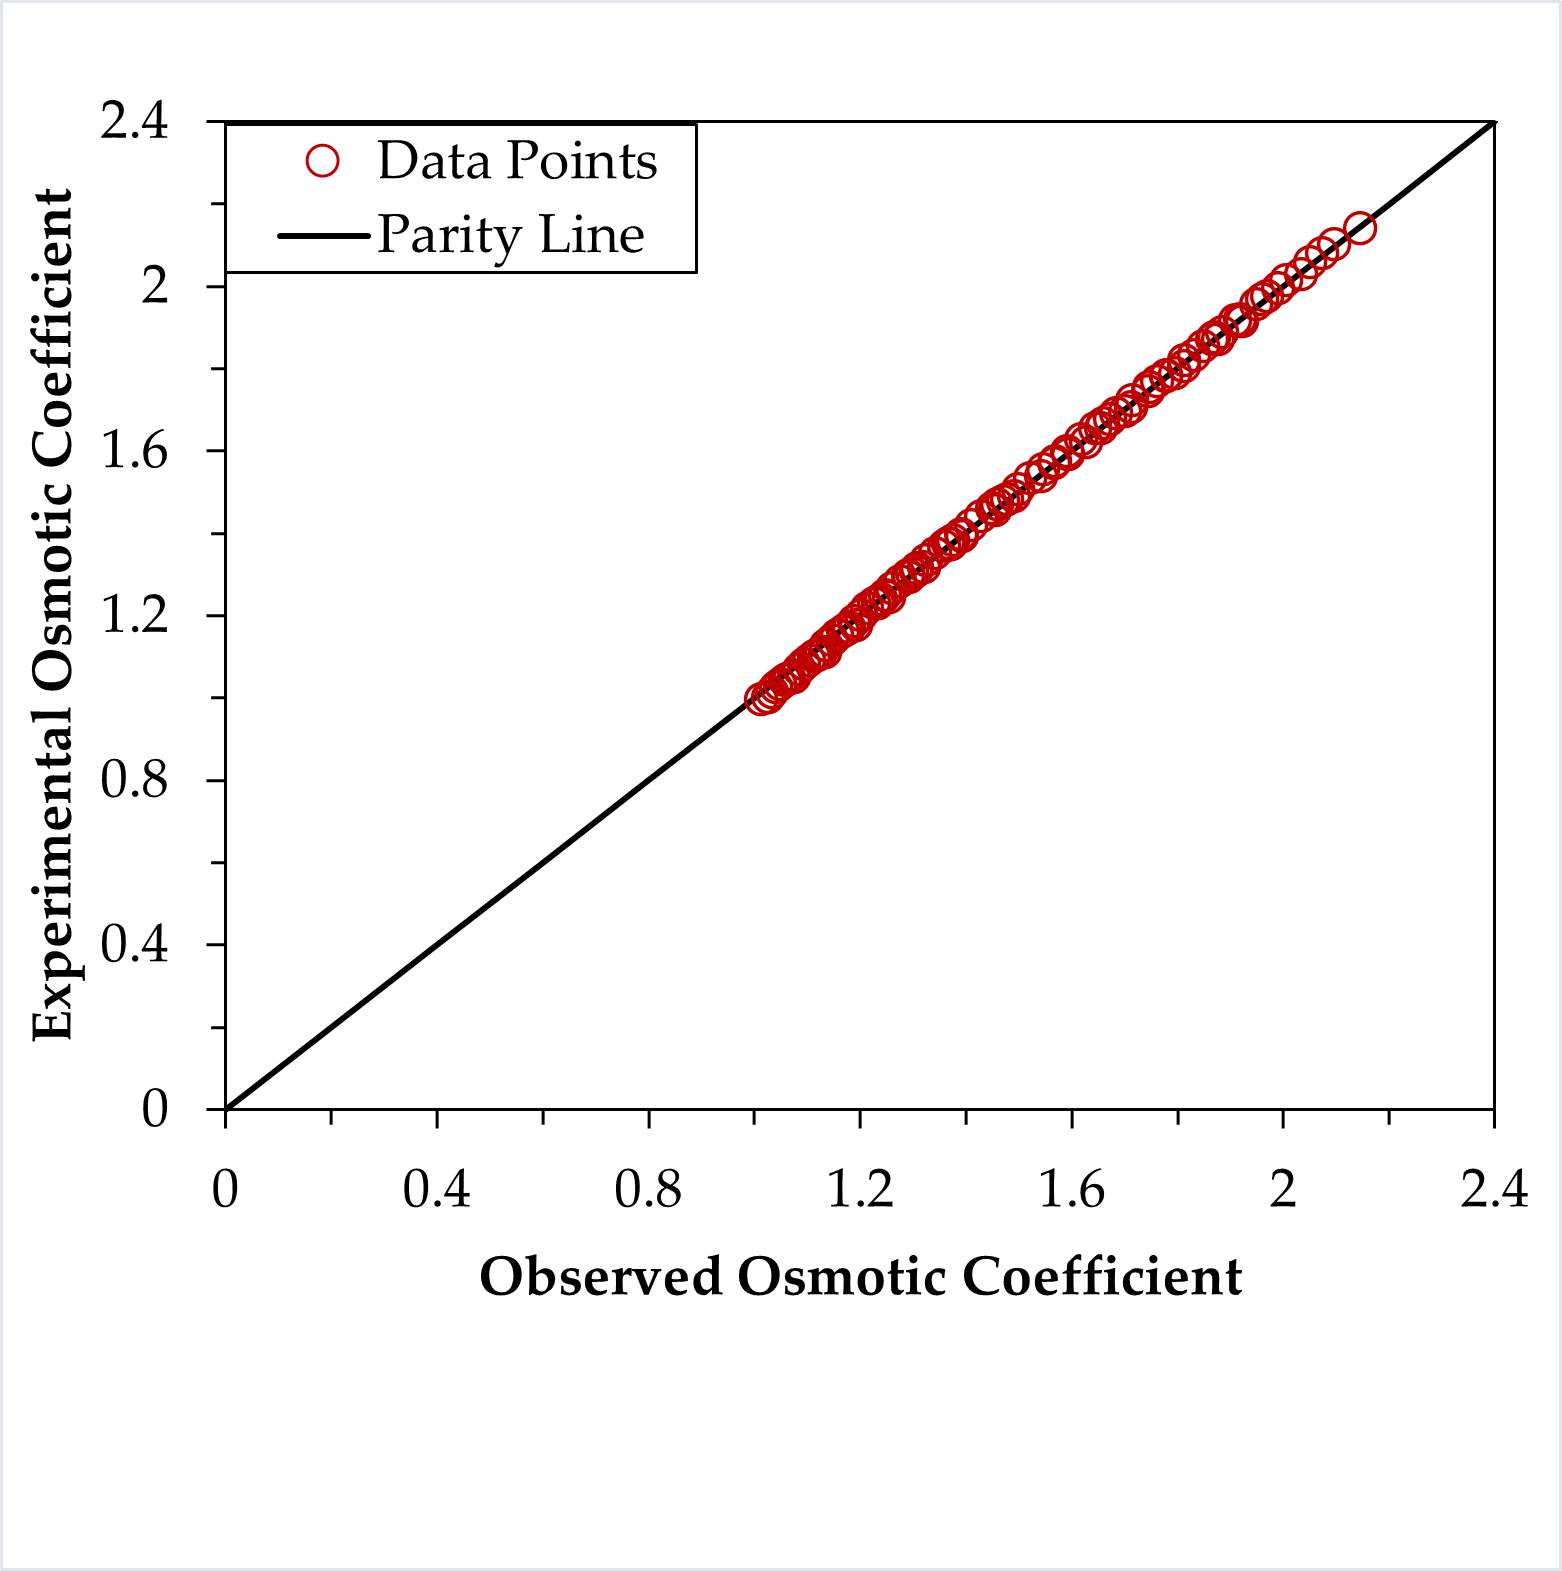 Data Points
Parity Line
Experimental Osmotic Coefficient
2.4
2
1.6
1.2
0.8
0.4
0
0 0.4 0.8 1.2 1.6 2 2.4
Observed Osmotic Coefficient